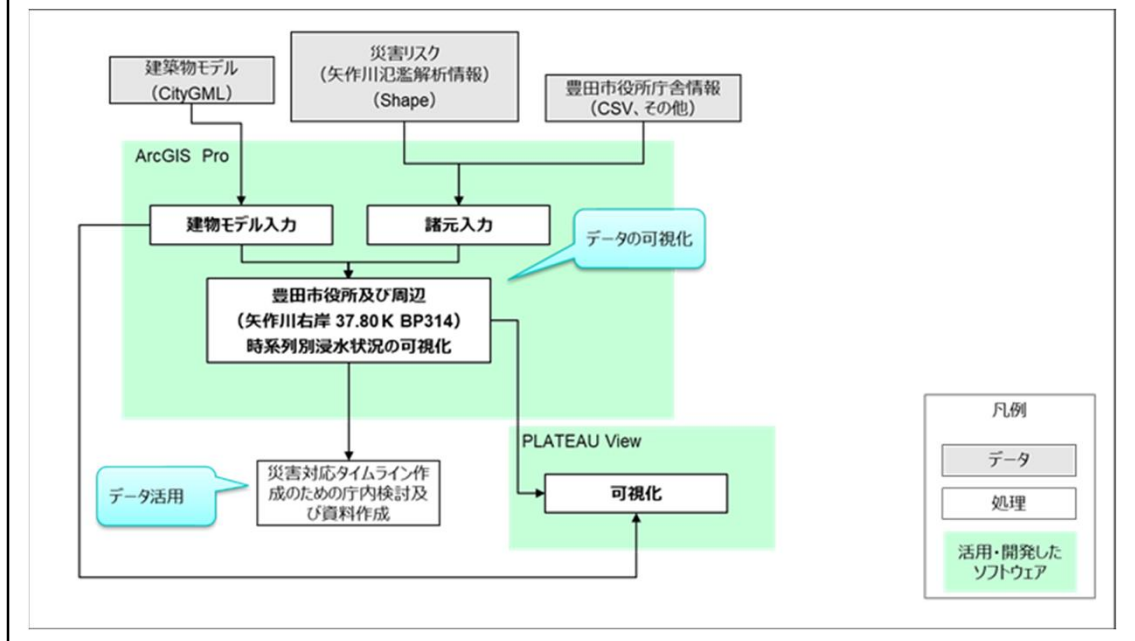 建築物モデル
(CityGML)
災害リスク
(矢作川氾濫解析情報)
(Shape)
豊田市役所庁舎情報
(CSV、その他)
ArcGIS Pro
建物モデル入力
諸元入力
データの可視化
豊田市役所及び周辺
(矢作川右岸 37.80K BP314)
時系列別浸水状況の可視化
データ活用
災害対応タイムライン作
成のための庁内検討及
び資料作成
PLATEAU View
可視化
凡例
データ
処理
活用・開発した
ソフトウェア